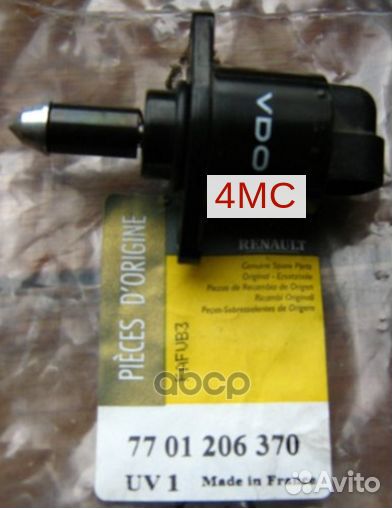 VDO
4MC
RENAULT
Genuine Spare Parts
Original - Ersatzteile
Piezas de Recambio de Origen
Ricambi Originali
Peças-Sobresselentes de Origem
PIÈCES D'ORIGINE
abcp
77 01 206 370
UV 1 Made in France
Avito